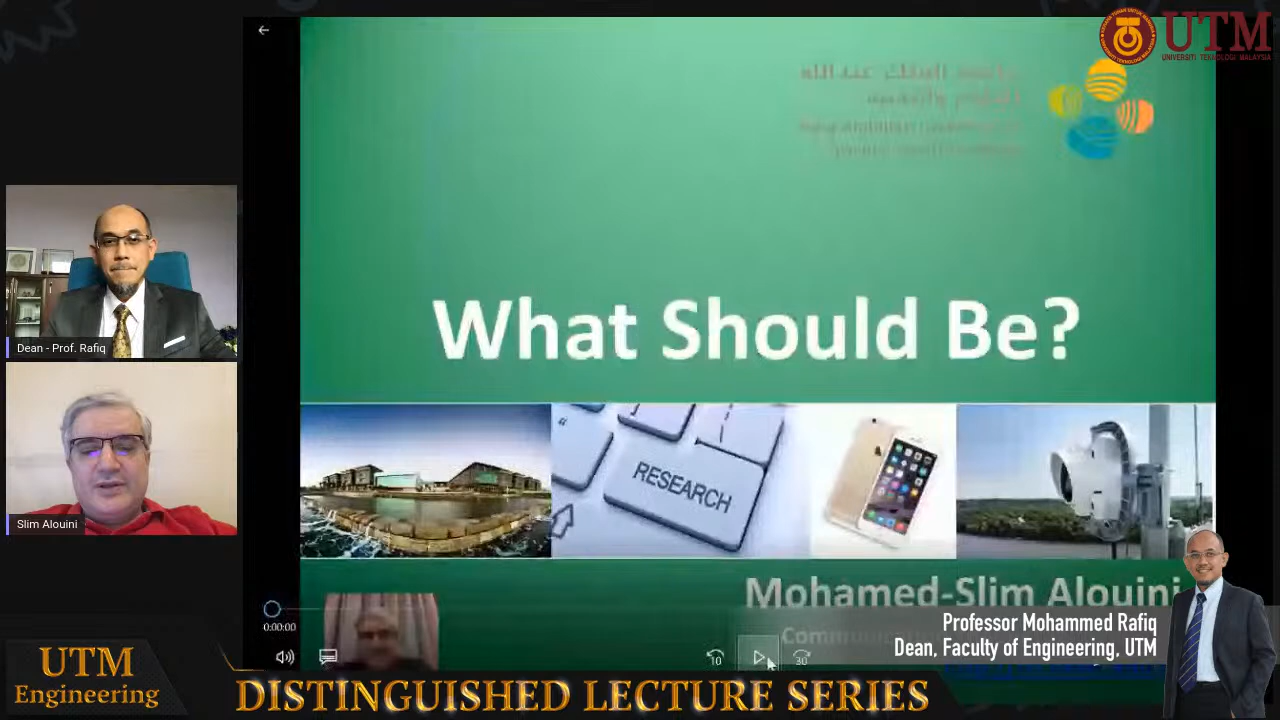 UTM
UNIVERSITI TEKNOLOGI MALAYSIA
What Should Be?
RESEARCH
Dean - Prof. Rafiq
Slim Alouini
Mohamed-Slim Alouini
0:00:00
10
30
Professor Mohammed Rafiq
Dean, Faculty of Engineering, UTM
UTM
Engineering
DISTINGUISHED LECTURE SERIES